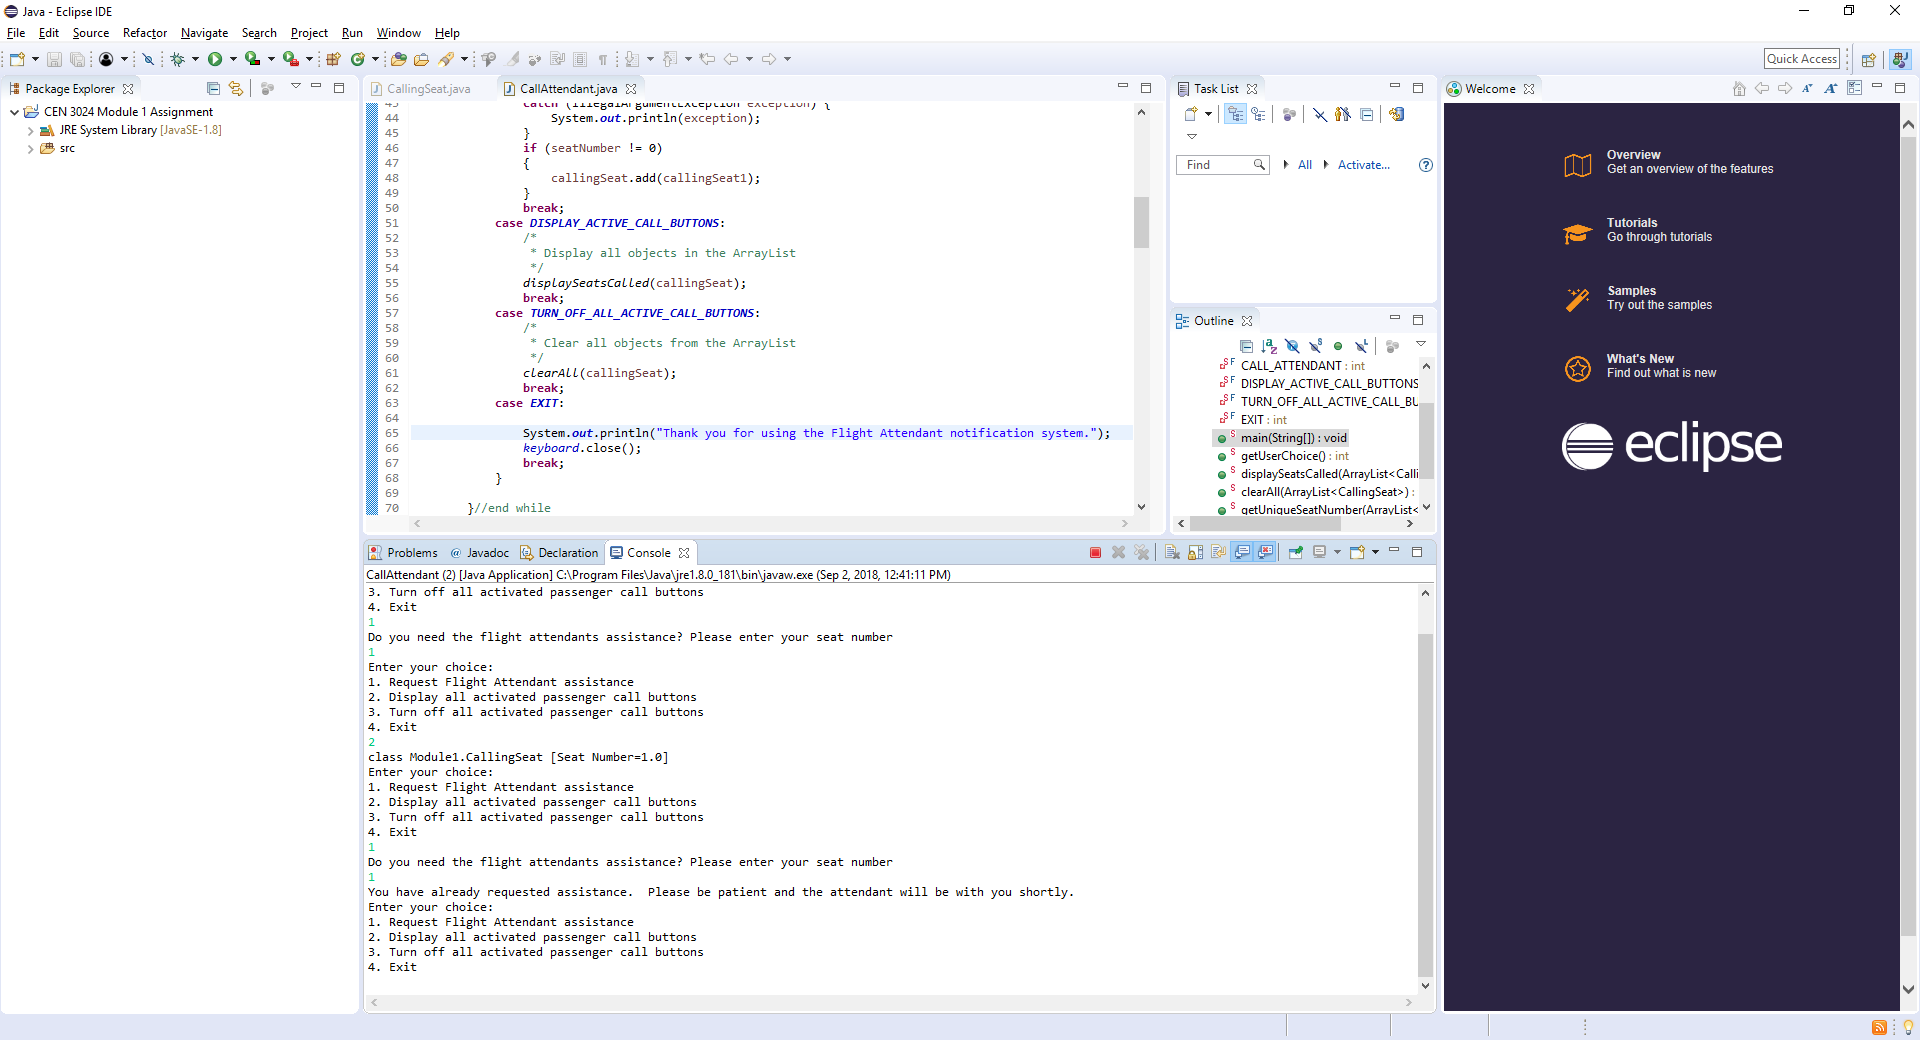 Java - Eclipse IDE
File Edit Source Refactor Navigate Search Project Run Window Help
Quick Access
Package Explorer
CEN 3024 Module 1 Assignment
JRE System Library [JavaSE-1.8]
src
CallingSeat.java
CallAttendant.java
43 catch (IllegalArgumentException exception) {
44 System.out.println(exception);
45 }
46 if (seatNumber != 0)
47 {
48 callingSeat.add(callingSeat1);
49 }
50 break;
51 case DISPLAY_ACTIVE_CALL_BUTTONS:
52 /*
53 * Display all objects in the ArrayList
54 */
55 displaySeatsCalled(callingSeat);
56 break;
57 case TURN_OFF_ALL_ACTIVE_CALL_BUTTONS:
58 /*
59 * Clear all objects from the ArrayList
60 */
61 clearAll(callingSeat);
62 break;
63 case EXIT:
64
65 System.out.println("Thank you for using the Flight Attendant notification system.");
66 keyboard.close();
67 break;
68 }
69
70 }//end while
Task List
Find
All
Activate...
Outline
CALL_ATTENDANT : int
DISPLAY_ACTIVE_CALL_BUTTONS
TURN_OFF_ALL_ACTIVE_CALL_BU
EXIT : int
main(String[]) : void
getUserChoice() : int
displaySeatsCalled(ArrayList<Calli
clearAll(ArrayList<CallingSeat>) :
getUniqueSeatNumber(ArrayList<
Problems
@ Javadoc
Declaration
Console
CallAttendant (2) [Java Application] C:\Program Files\Java\jre1.8.0_181\bin\javaw.exe (Sep 2, 2018, 12:41:11 PM)
3. Turn off all activated passenger call buttons
4. Exit
1
Do you need the flight attendants assistance? Please enter your seat number
1
Enter your choice:
1. Request Flight Attendant assistance
2. Display all activated passenger call buttons
3. Turn off all activated passenger call buttons
4. Exit
2
class Module1.CallingSeat [Seat Number=1.0]
Enter your choice:
1. Request Flight Attendant assistance
2. Display all activated passenger call buttons
3. Turn off all activated passenger call buttons
4. Exit
1
Do you need the flight attendants assistance? Please enter your seat number
1
You have already requested assistance.  Please be patient and the attendant will be with you shortly.
Enter your choice:
1. Request Flight Attendant assistance
2. Display all activated passenger call buttons
3. Turn off all activated passenger call buttons
4. Exit
Welcome
Overview
Get an overview of the features
Tutorials
Go through tutorials
Samples
Try out the samples
What's New
Find out what is new
eclipse